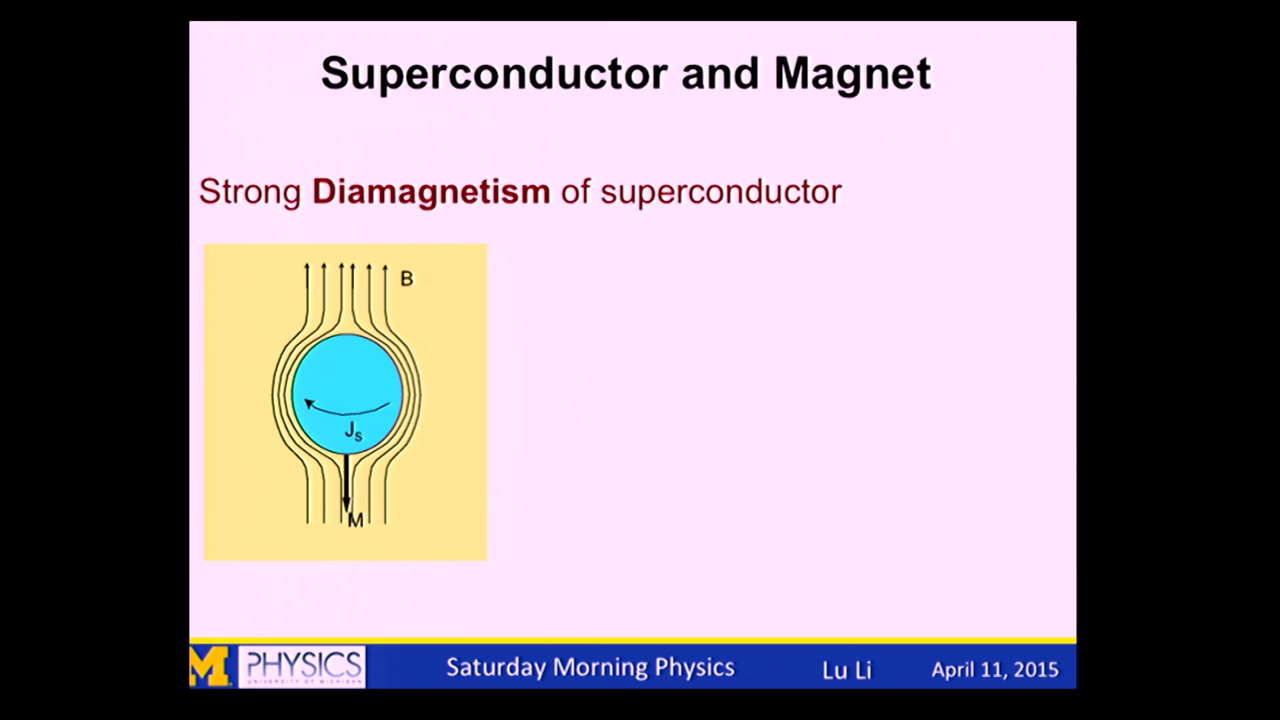 Superconductor and Magnet
Strong Diamagnetism of superconductor
B
Js
M
M PHYSICS
UNIVERSITY OF MICHIGAN
Saturday Morning Physics
Lu Li
April 11, 2015